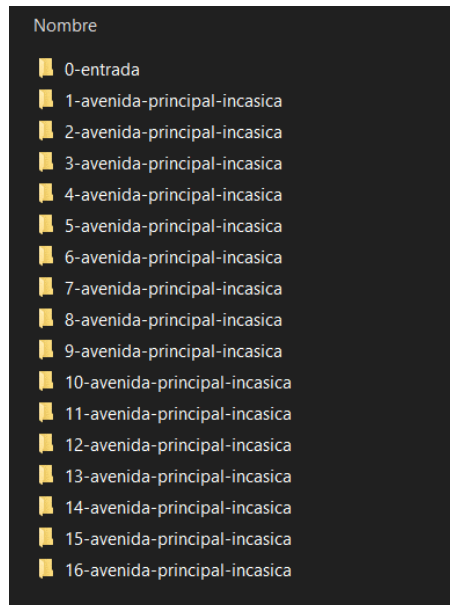 Nombre
0-entrada
1-avenida-principal-incasica
2-avenida-principal-incasica
3-avenida-principal-incasica
4-avenida-principal-incasica
5-avenida-principal-incasica
6-avenida-principal-incasica
7-avenida-principal-incasica
8-avenida-principal-incasica
9-avenida-principal-incasica
10-avenida-principal-incasica
11-avenida-principal-incasica
12-avenida-principal-incasica
13-avenida-principal-incasica
14-avenida-principal-incasica
15-avenida-principal-incasica
16-avenida-principal-incasica